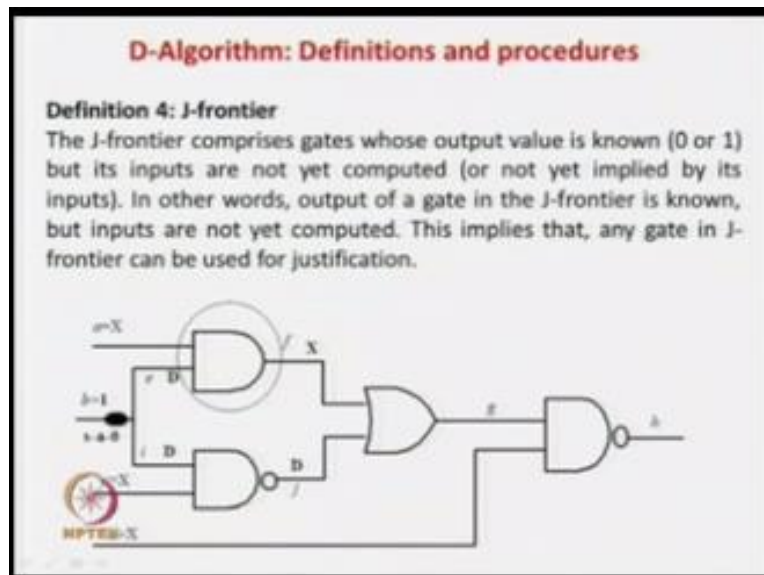 D-Algorithm: Definitions and procedures
Definition 4: J-frontier
The J-frontier comprises gates whose output value is known (0 or 1)
but its inputs are not yet computed (or not yet implied by its
inputs). In other words, output of a gate in the J-frontier is known,
but inputs are not yet computed. This implies that, any gate in J-
frontier can be used for justification.
a=X
f
X
e D
b=1
s-a-0
g
h
i D
D
j
=X
NPTEL
=X